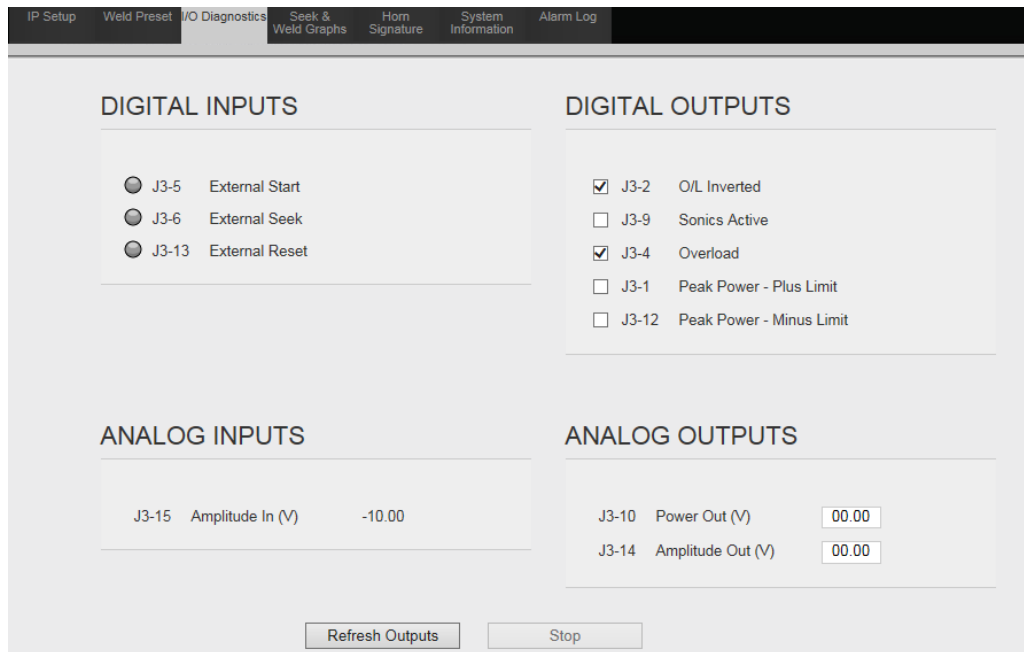 IP Setup
Weld Preset
I/O Diagnostics
Seek &
Weld Graphs
Horn
Signature
System
Information
Alarm Log
DIGITAL INPUTS
J3-5 External Start
J3-6 External Seek
J3-13 External Reset
DIGITAL OUTPUTS
J3-2 O/L Inverted
J3-9 Sonics Active
J3-4 Overload
J3-1 Peak Power - Plus Limit
J3-12 Peak Power - Minus Limit
ANALOG INPUTS
J3-15 Amplitude In (V) -10.00
ANALOG OUTPUTS
J3-10 Power Out (V) 00.00
J3-14 Amplitude Out (V) 00.00
Refresh Outputs
Stop